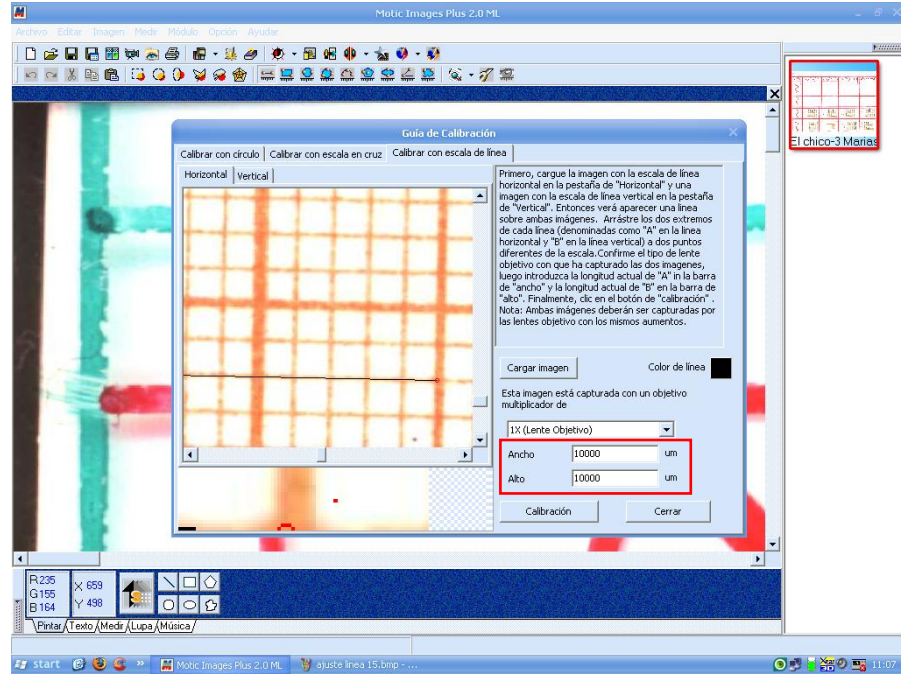 Motic Images Plus 2.0 ML
Archivo Editar Imagen Medir Módulo Opción Ayudar
El chico-3 Marias
Guía de Calibración
Calibrar con círculo Calibrar con escala en cruz Calibrar con escala de línea
Horizontal Vertical
Primero, cargue la imagen con la escala de línea
horizontal en la pestaña de "Horizontal" y una
imagen con la escala de línea vertical en la pestaña
de "Vertical". Entonces verá aparecer una linea
sobre ambas imágenes. Arrástre los dos extremos
de cada línea (denominadas como "A" en la linea
horizontal y "B" en la línea vertical) a dos puntos
diferentes de la escala.Confirme el tipo de lente
objetivo con que ha capturado las dos imagenes,
luego introduzca la longitud actual de "A" in la barra
de "ancho" y la longitud actual de "B" en la barra de
"alto". Finalmente, clic en el botón de "calibración" .
Nota: Ambas imágenes deberán ser capturadas por
las lentes objetivo con los mismos aumentos.
Cargar imagen Color de línea
Esta imagen está capturada con un objetivo
multiplicador de
1X (Lente Objetivo)
Ancho 10000 um
Alto 10000 um
Calibración Cerrar
R235
G155
B164
X 659
Y 498
Pintar Texto Medir Lupa Música
start » Motic Images Plus 2.0 ML ajuste linea 15.bmp - ... 11:07